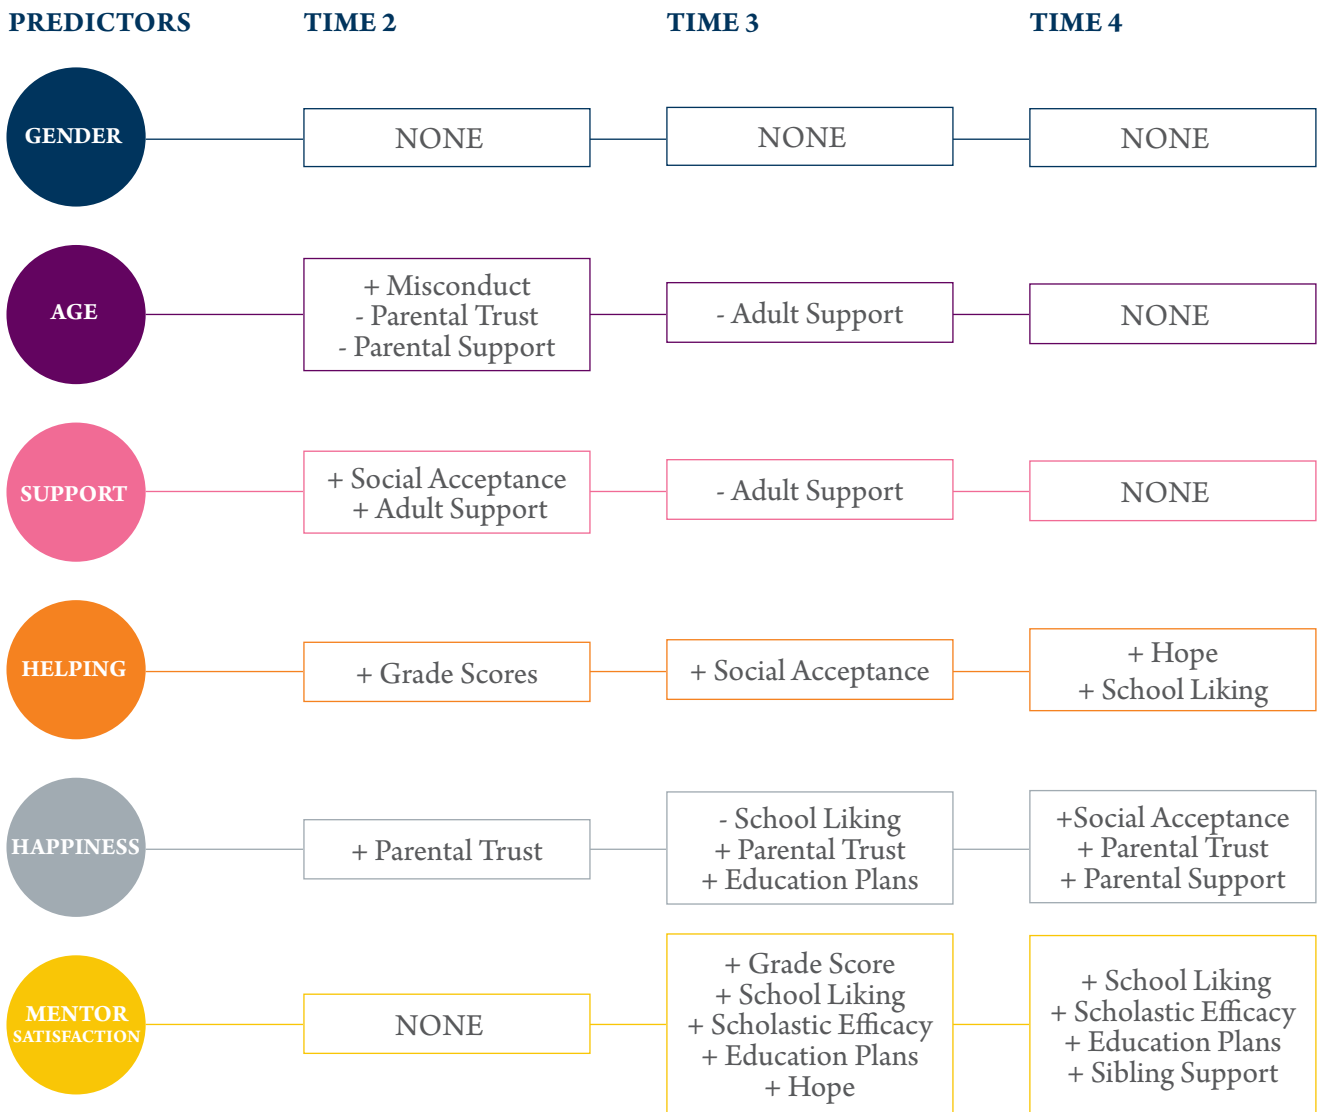 PREDICTORS TIME 2 TIME 3 TIME 4
GENDER NONE NONE NONE
AGE
+ Misconduct
- Parental Trust
- Parental Support
- Adult Support
NONE
SUPPORT
+ Social Acceptance
+ Adult Support
- Adult Support
NONE
HELPING
+ Grade Scores
+ Social Acceptance
+ Hope
+ School Liking
HAPPINESS
+ Parental Trust
- School Liking
+ Parental Trust
+ Education Plans
+Social Acceptance
+ Parental Trust
+ Parental Support
MENTOR
SATISFACTION
NONE
+ Grade Score
+ School Liking
+ Scholastic Efficacy
+ Education Plans
+ Hope
+ School Liking
+ Scholastic Efficacy
+ Education Plans
+ Sibling Support